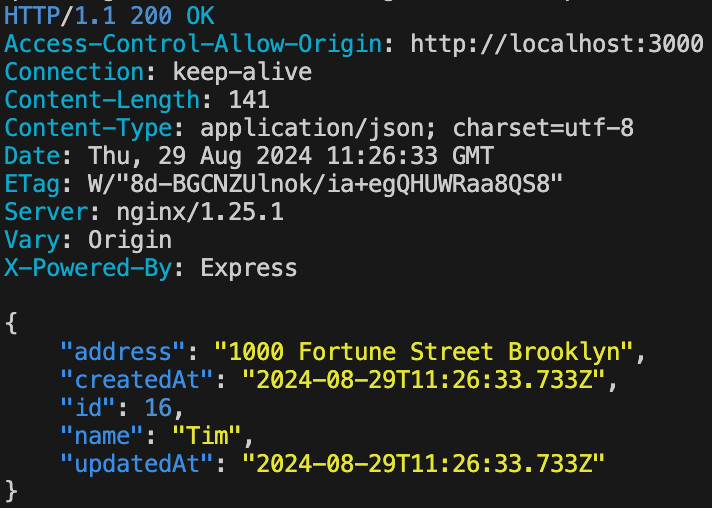 HTTP/1.1 200 OK
Access-Control-Allow-Origin: http://localhost:3000
Connection: keep-alive
Content-Length: 141
Content-Type: application/json; charset=utf-8
Date: Thu, 29 Aug 2024 11:26:33 GMT
ETag: W/"8d-BGCNZUlnok/ia+egQHUWRaa8QS8"
Server: nginx/1.25.1
Vary: Origin
X-Powered-By: Express

{
    "address": "1000 Fortune Street Brooklyn",
    "createdAt": "2024-08-29T11:26:33.733Z",
    "id": 16,
    "name": "Tim",
    "updatedAt": "2024-08-29T11:26:33.733Z"
}